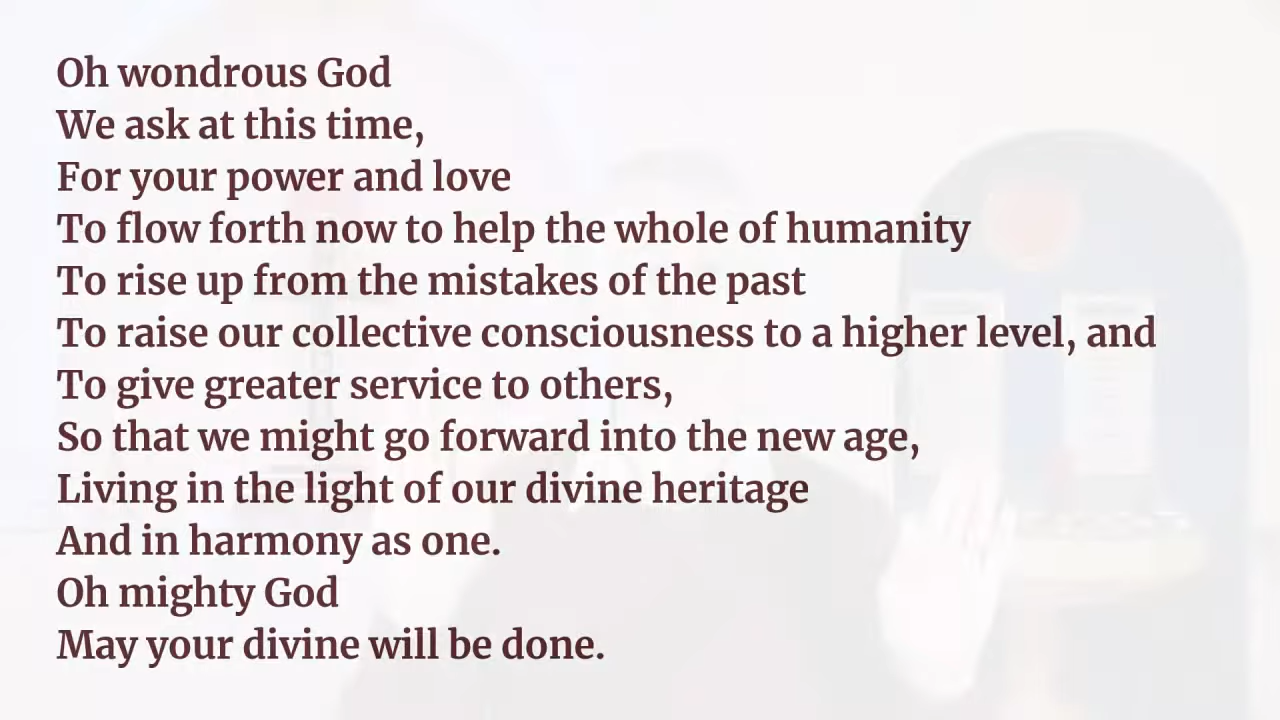 Oh wondrous God
We ask at this time,
For your power and love
To flow forth now to help the whole of humanity
To rise up from the mistakes of the past
To raise our collective consciousness to a higher level, and
To give greater service to others,
So that we might go forward into the new age,
Living in the light of our divine heritage
And in harmony as one.
Oh mighty God
May your divine will be done.